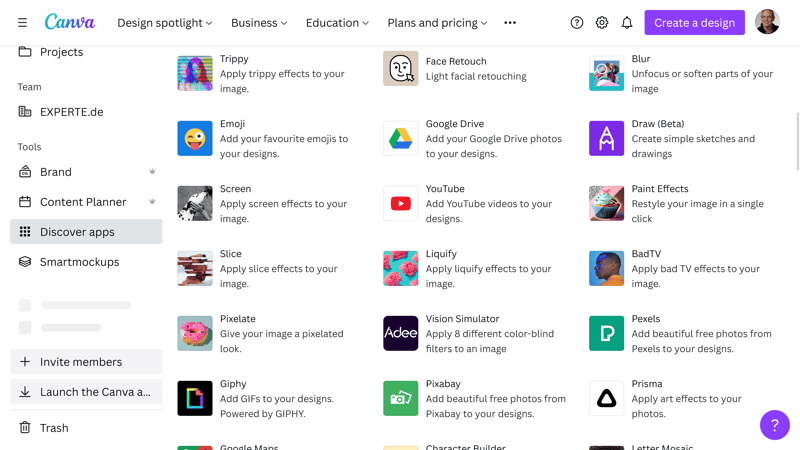 Canva
Design spotlight
Business
Education
Plans and pricing
Create a design
Projects
Team
EXPERTE.de
Tools
Brand
Content Planner
Discover apps
Smartmockups
Invite members
Launch the Canva a...
Trash
Trippy
Apply trippy effects to your
image.
Face Retouch
Light facial retouching
Blur
Unfocus or soften parts of your
image
Emoji
Add your favourite emojis to
your designs.
Google Drive
Add your Google Drive photos
to your designs.
Draw (Beta)
Create simple sketches and
drawings
Screen
Apply screen effects to your
image.
YouTube
Add YouTube videos to your
designs.
Paint Effects
Restyle your image in a single
click
Slice
Apply slice effects to your
image.
Liquify
Apply liquify effects to your
image.
BadTV
Apply bad TV effects to your
image.
Pixelate
Give your image a pixelated
look.
Adee
Vision Simulator
Apply 8 different color-blind
filters to an image
Pexels
Add beautiful free photos from
Pexels to your designs.
Giphy
Add GIFs to your designs.
Powered by GIPHY.
Pixabay
Add beautiful free photos from
Pixabay to your designs.
Prisma
Apply art effects to your
photos.
Google Maps
Character Builder
Letter Mosaic
?